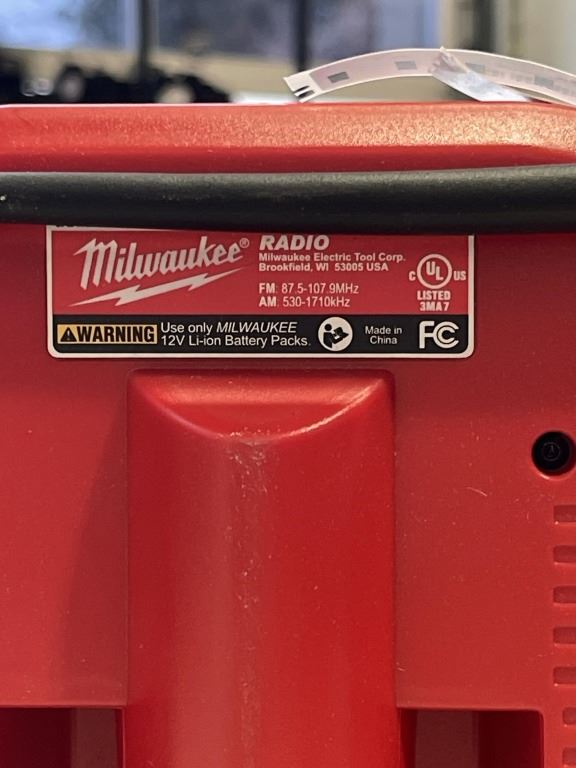 Milwaukee®
RADIO
Milwaukee Electric Tool Corp.
Brookfield, WI 53005 USA
FM: 87.5-107.9MHz
AM: 530-1710kHz
C UL US
LISTED
3MA7
WARNING
Use only MILWAUKEE
12V Li-ion Battery Packs.
Made in
China
FC